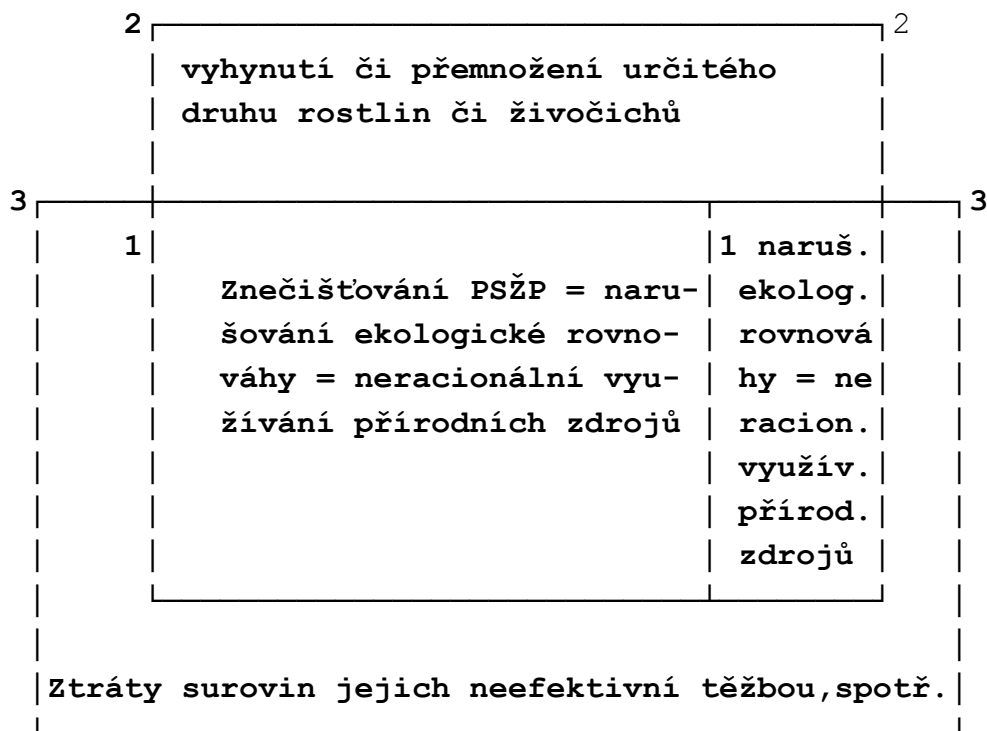 2 2
vyhynutí či přemnožení určitého
druhu rostlin či živočichů
3 3
1 1 naruš.
Znečišťování PSŽP = naru- ekolog.
šování ekologické rovno- rovnová
váhy = neracionální vyu- hy = ne
žívání přírodních zdrojů racion.
využív.
přírod.
zdrojů
Ztráty surovin jejich neefektivní těžbou,spotř.